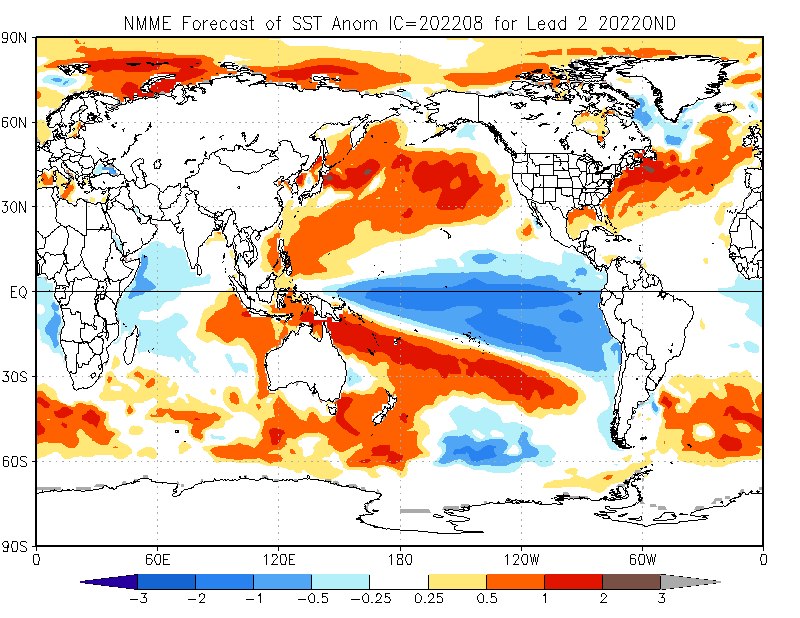 NMME Forecast of SST Anom IC=202208 for Lead 2 2022OND
90N
60N
30N
EQ
30S
60S
90S
0 60E 120E 180 120W 60W 0
-3 -2 -1 -0.5 -0.25 0.25 0.5 1 2 3